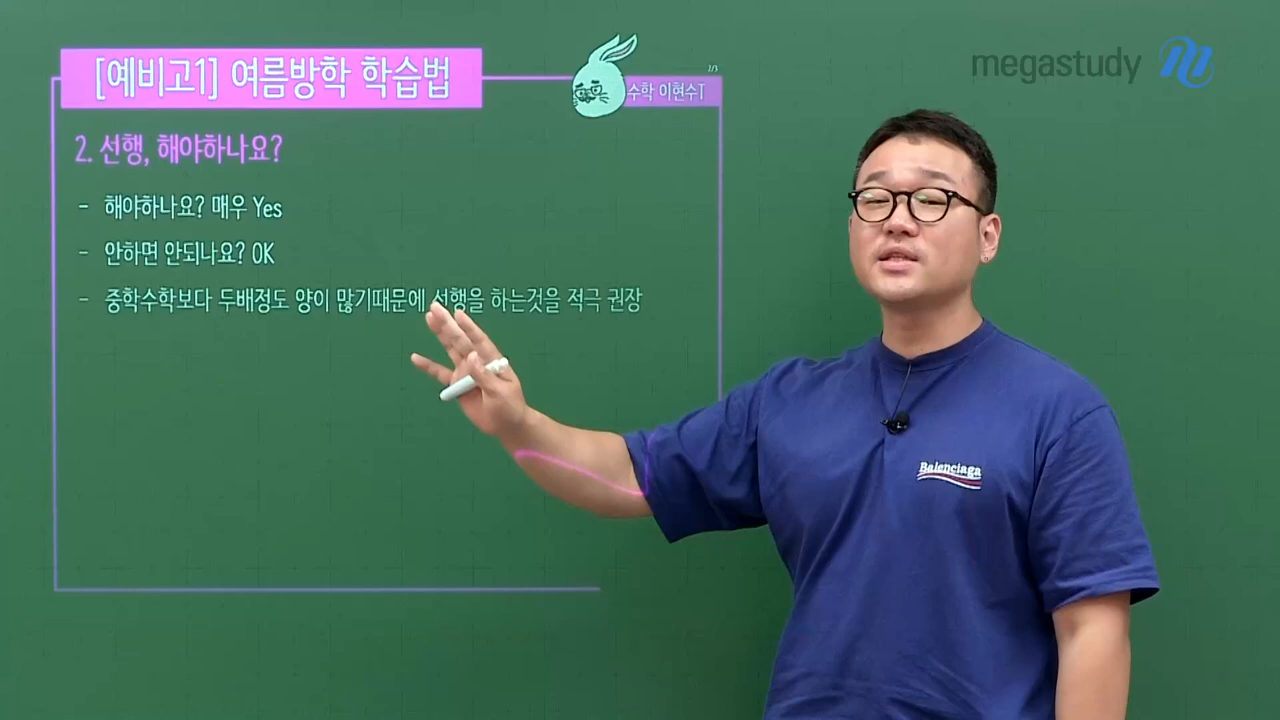 [예비고1] 여름방학 학습법
2/3
수학 이현수T
megastudy
2. 선행, 해야하나요?
- 해야하나요? 매우 Yes
- 안하면 안되나요? OK
- 중학수학보다 두배정도 양이 많기때문에 선행을 하는것을 적극 권장
Balenciaga